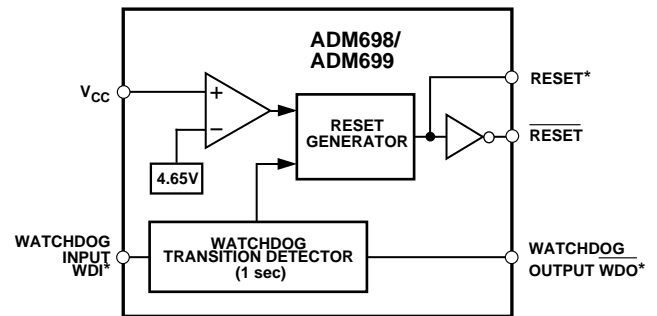 ADM698/
ADM699
VCC
+
−
4.65V
RESET
GENERATOR
RESET*
RESET
WATCHDOG
INPUT
WDI*
WATCHDOG
TRANSITION DETECTOR
(1 sec)
WATCHDOG
OUTPUT WDO*